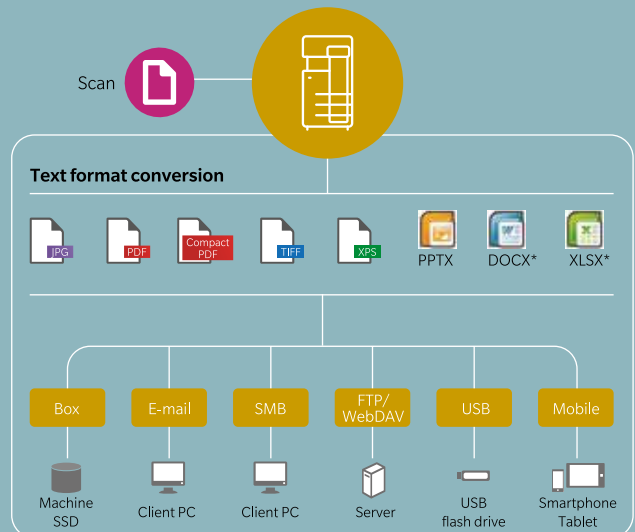 Scan
Text format conversion
JPG
PDF
Compact
PDF
TIFF
XPS
PPTX
DOCX*
XLSX*
Box
E-mail
SMB
FTP/
WebDAV
USB
Mobile
Machine
SSD
Client PC
Client PC
Server
USB
flash drive
Smartphone
Tablet